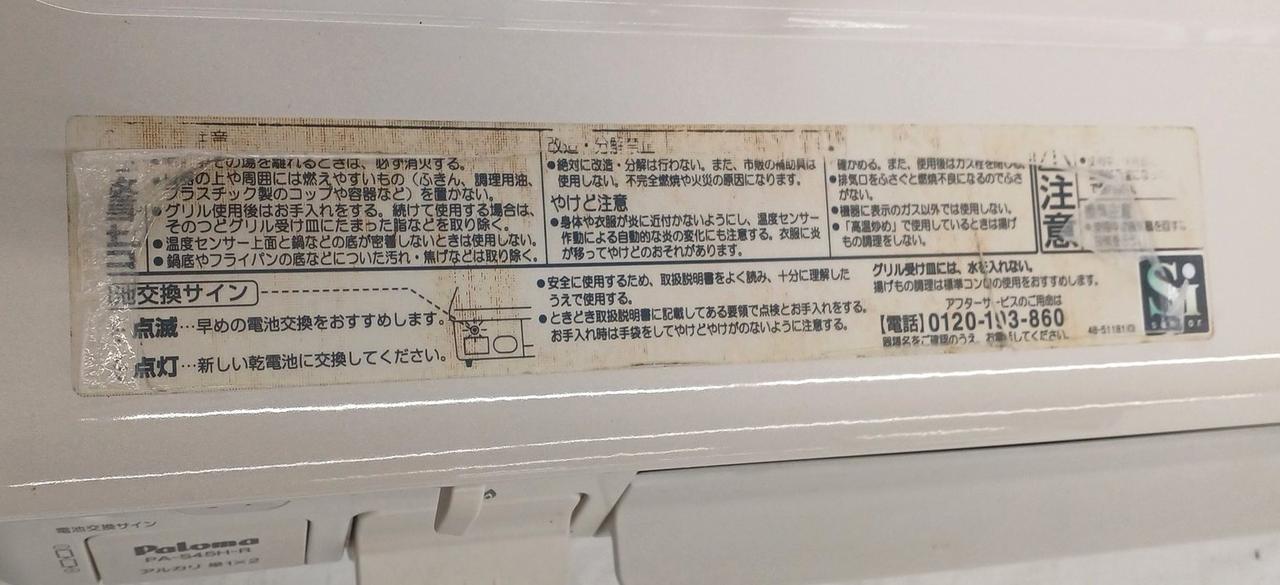 改造・分解禁止
その場を離れるときは、必ず消火する。
の上や周囲には燃えやすいもの（ふきん、調理用油、
プラスチック製のコップや容器など）を置かない。
●グリル使用後はお手入れをする。続けて使用する場合は、
そのつどグリル受け皿にたまった脂などを取り除く。
●温度センサー上面と鍋などの底が密着しないときは使用しない。
●鍋底やフライパンの底などについた汚れ・焦げなどは取り除く。
●絶対に改造・分解は行わない。また、市販の補助具は
使用しない。不完全燃焼や火災の原因になります。
やけど注意
●身体や衣服が炎に近付かないようにし、温度センサー
作動による自動的な炎の変化にも注意する。衣服に炎
が移ってやけどのおそれがあります。
確かめる。また、使用後はガス栓を閉
●排気口をふさぐと燃焼不良になるのでふさ
がない。
●機器に表示のガス以外では使用しない。
●「高温炒め」で使用しているときは揚げ
もの調理をしない。
注意
池交換サイン
点滅…早めの電池交換をおすすめします。
点灯…新しい乾電池に交換してください。
●安全に使用するため、取扱説明書をよく読み、十分に理解した
うえで使用する。
●ときどき取扱説明書に記載してある要領で点検とお手入れをする。
お手入れ時は手袋をしてやけどやけがのないように注意する。
グリル受け皿には、水を入れない。
揚げもの調理は標準コンロの使用をおすすめします。
アフターサービスのご用命は
【電話】0120-193-860
器種名をご確認のうえ、お電話してください。
48-51181
Si
sensor
電池交換サイン
Paloma
PA-S45H-R
アルカリ 単1×2